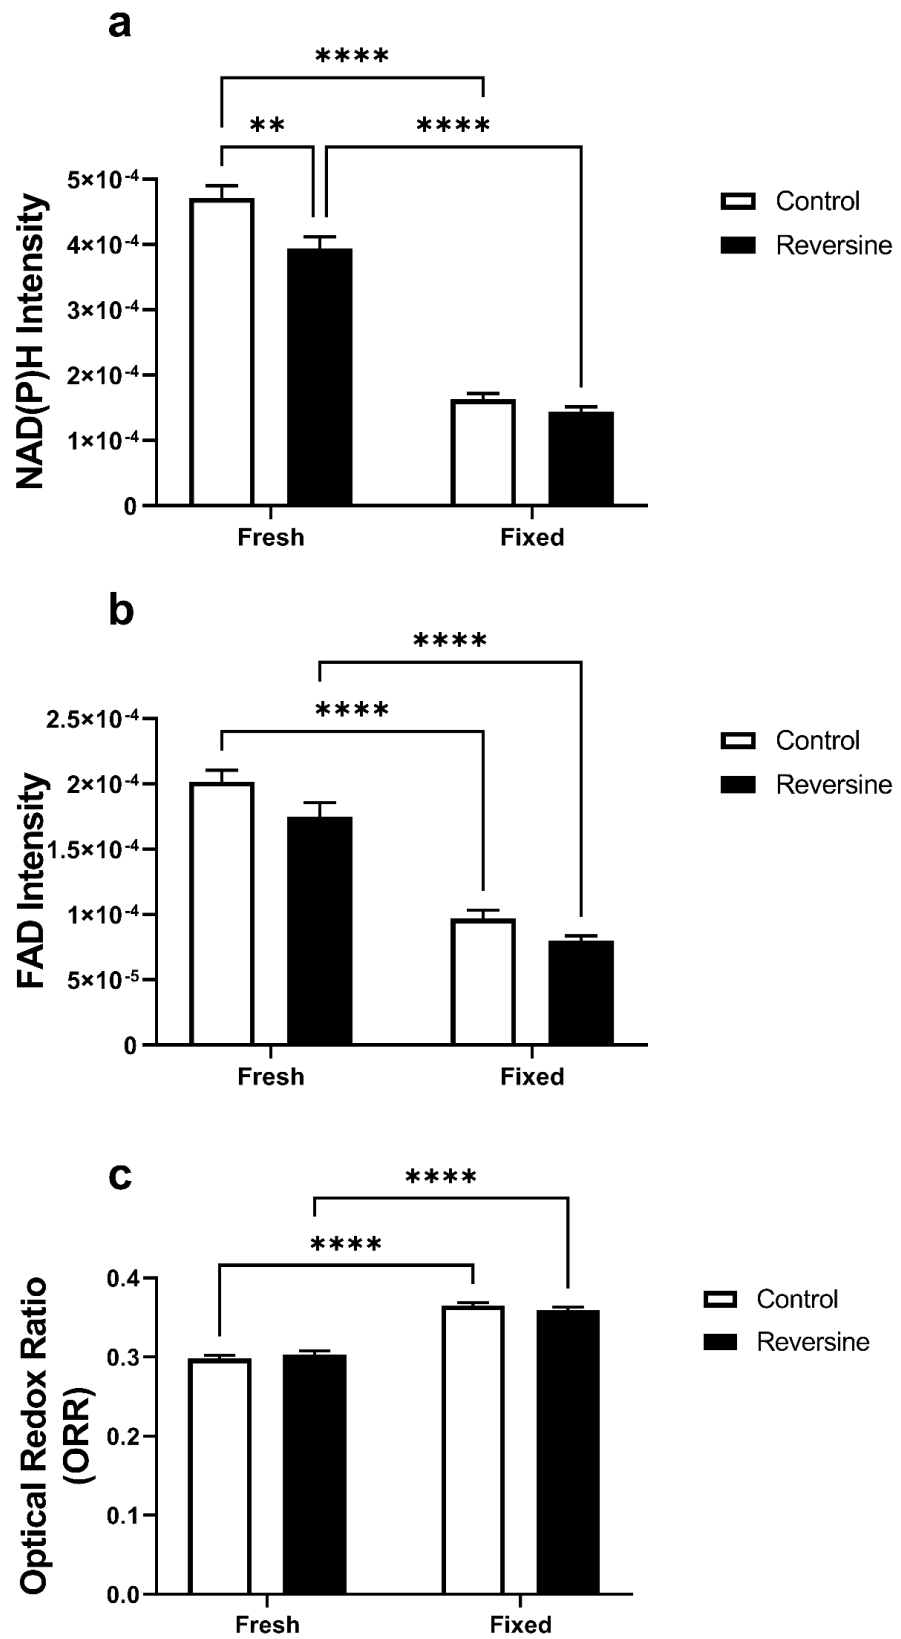 a
****
** ****
5×10⁻⁴
4×10⁻⁴
3×10⁻⁴
2×10⁻⁴
1×10⁻⁴
0
NAD(P)H Intensity
Fresh Fixed
Control
Reversine
b
****
****
2.5×10⁻⁴
2×10⁻⁴
1.5×10⁻⁴
1×10⁻⁴
5×10⁻⁵
0
FAD Intensity
Fresh Fixed
Control
Reversine
c
****
****
0.4
0.3
0.2
0.1
0.0
Optical Redox Ratio
(ORR)
Fresh Fixed
Control
Reversine